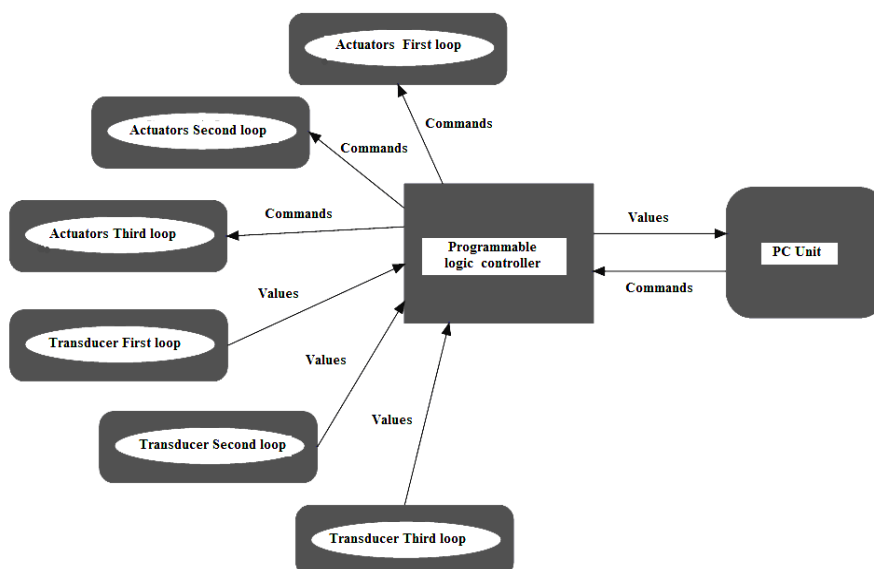 Actuators First loop
Commands
Actuators Second loop
Commands
Actuators Third loop
Commands
Programmable
logic controller
Values
PC Unit
Commands
Values
Transducer First loop
Values
Transducer Second loop
Values
Transducer Third loop